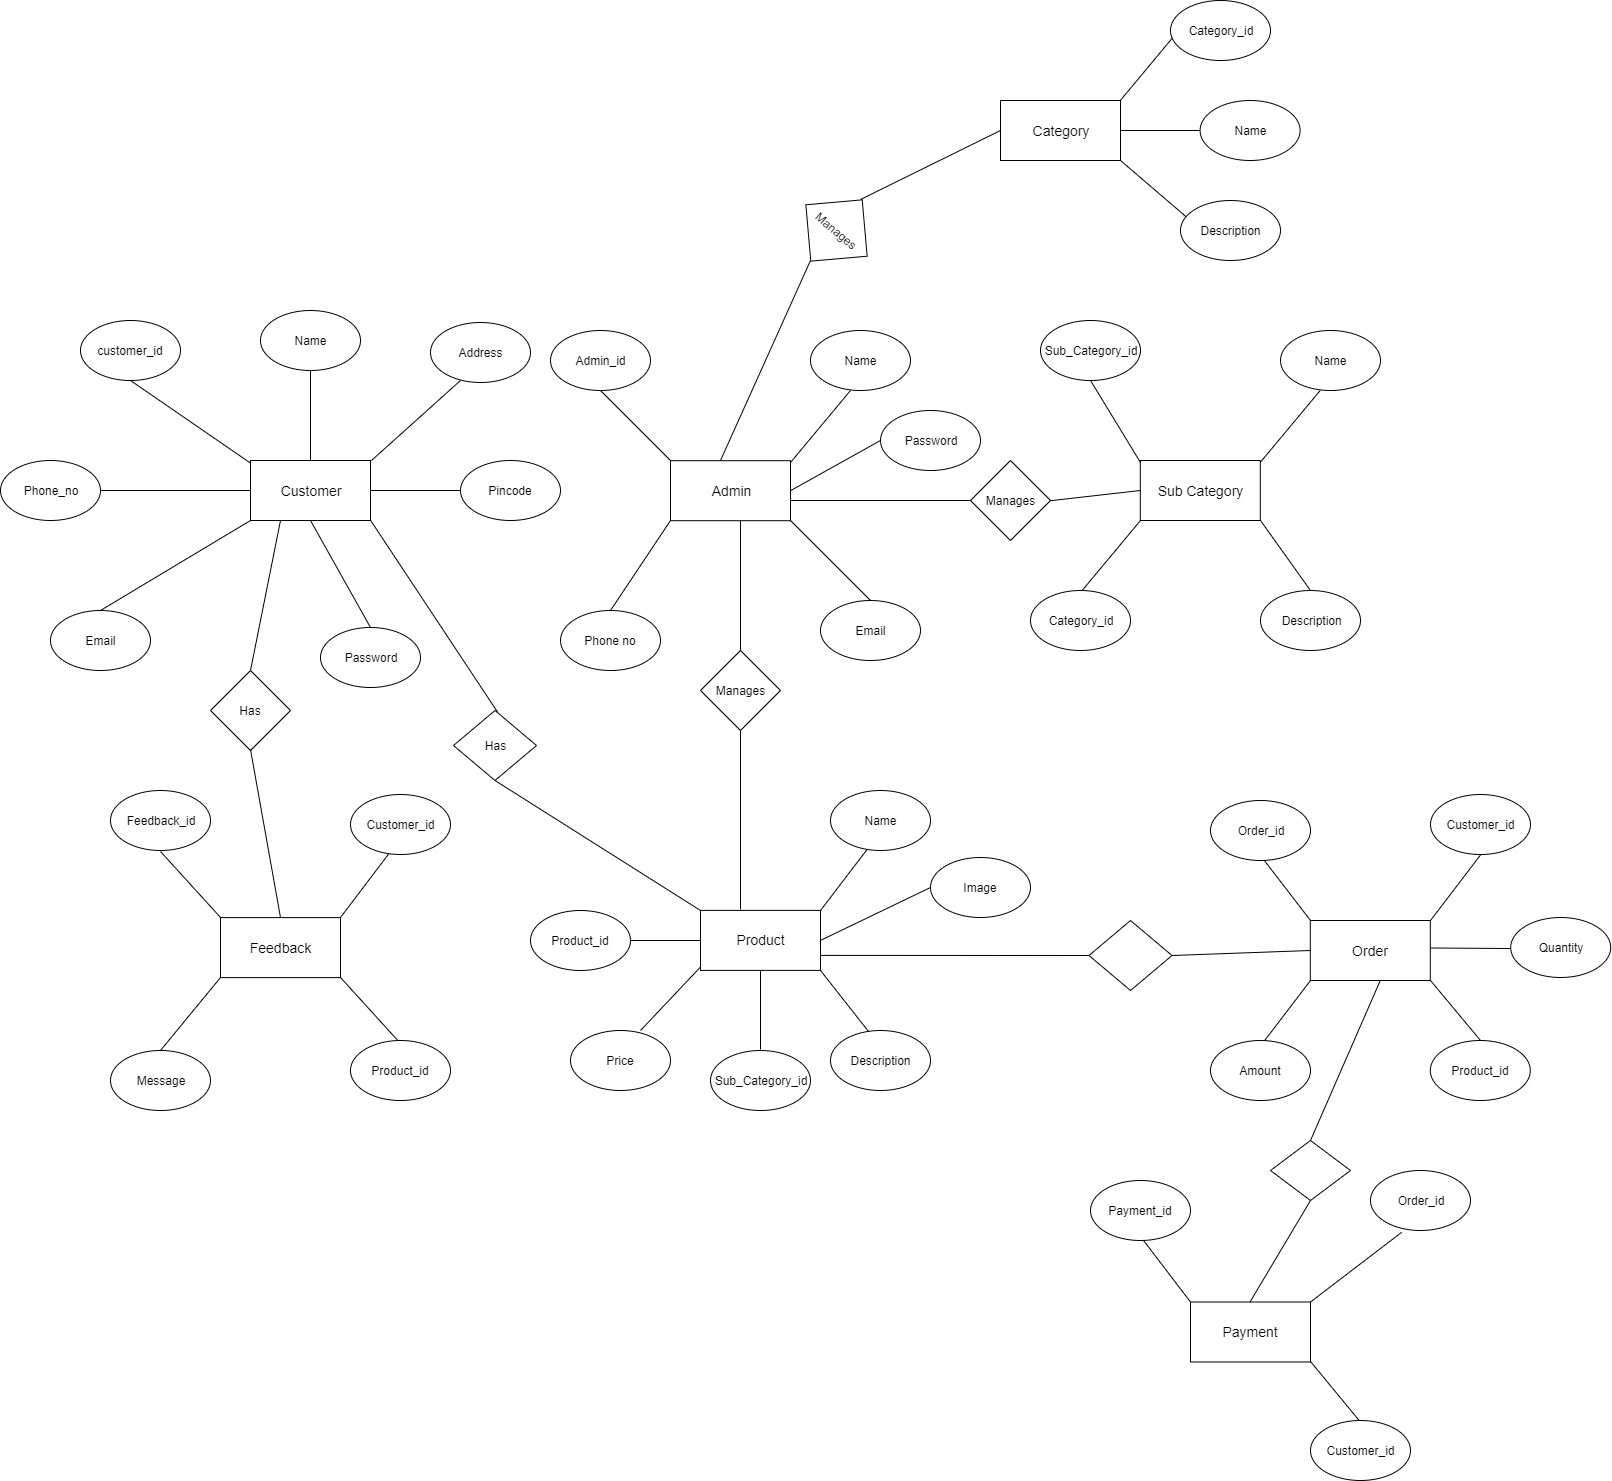 Category_id
Category
Name
Manages
Description
customer_id
Name
Address
Admin_id
Name
Sub_Category_id
Name
Password
Phone_no
Customer
Pincode
Admin
Manages
Sub Category
Email
Password
Phone no
Email
Category_id
Description
Has
Manages
Has
Feedback_id
Customer_id
Name
Order_id
Customer_id
Image
Feedback
Product_id
Product
Order
Quantity
Message
Product_id
Price
Sub_Category_id
Description
Amount
Product_id
Payment_id
Order_id
Payment
Customer_id